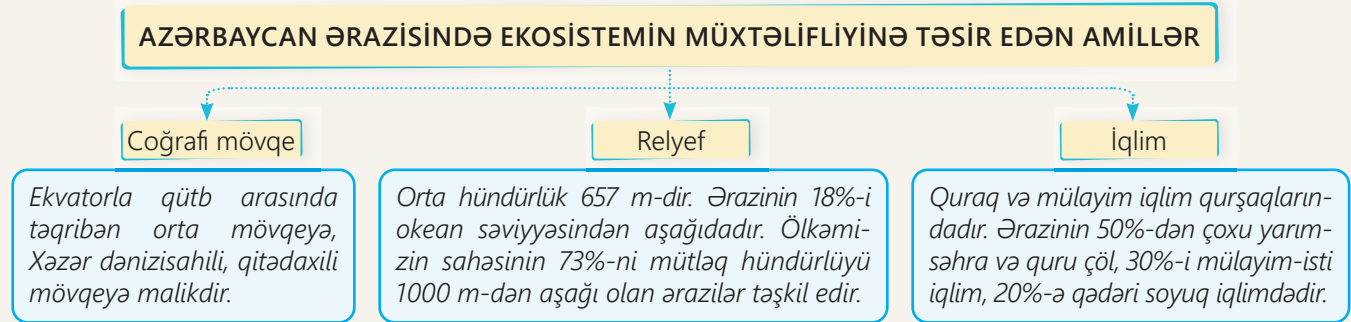 AZƏRBAYCAN ƏRAZİSİNDƏ EKOSİSTEMİN MÜXTƏLİFLİYİNƏ TƏSİR EDƏN AMİLLƏR
Coğrafi mövqe
Ekvatorla qütb arasında
təqribən orta mövqeyə,
Xəzər dənizisahili, qitədaxili
mövqeyə malikdir.
Relyef
Orta hündürlük 657 m-dir. Ərazinin 18%-i
okean səviyyəsindən aşağıdadır. Ölkəmi-
zin sahəsinin 73%-ni mütləq hündürlüyü
1000 m-dən aşağı olan ərazilər təşkil edir.
İqlim
Quraq və mülayim iqlim qurşaqların-
dadır. Ərazinin 50%-dən çoxu yarım-
səhra və quru çöl, 30%-i mülayim-isti
iqlim, 20%-ə qədəri soyuq iqlimdədir.